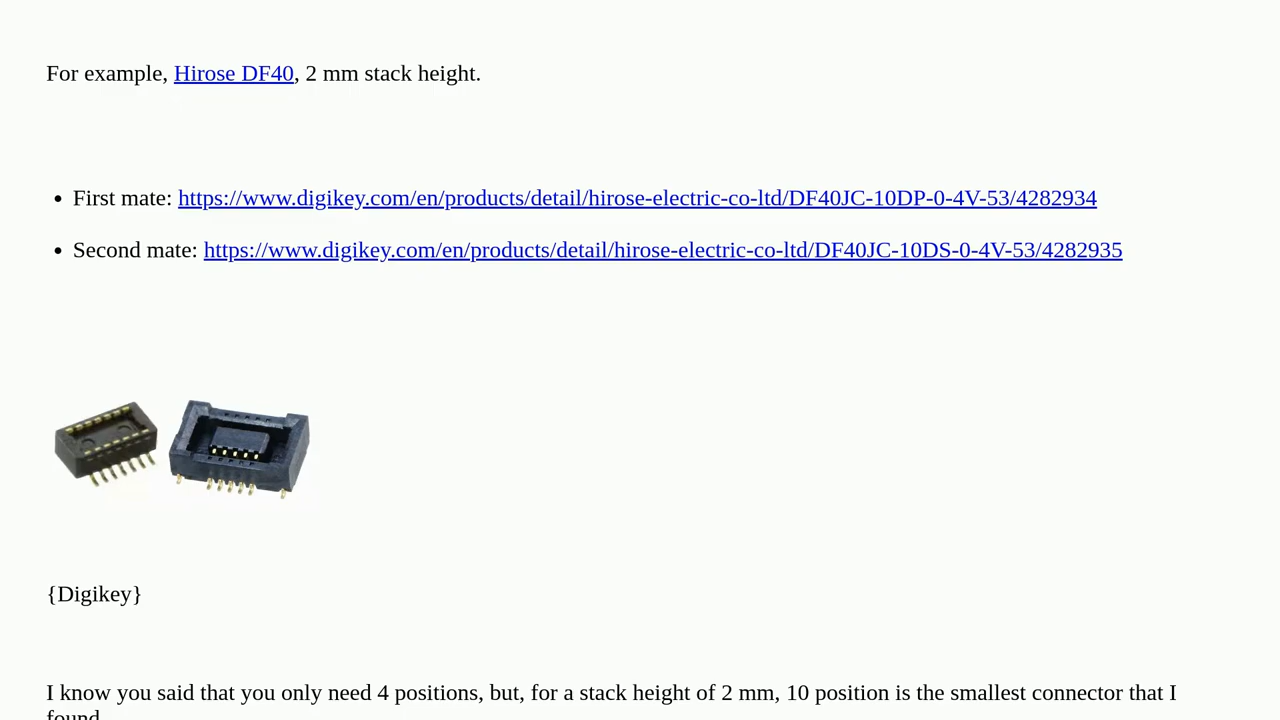 For example, Hirose DF40, 2 mm stack height.
• First mate: https://www.digikey.com/en/products/detail/hirose-electric-co-ltd/DF40JC-10DP-0-4V-53/4282934
• Second mate: https://www.digikey.com/en/products/detail/hirose-electric-co-ltd/DF40JC-10DS-0-4V-53/4282935
{Digikey}
I know you said that you only need 4 positions, but, for a stack height of 2 mm, 10 position is the smallest connector that I
found.